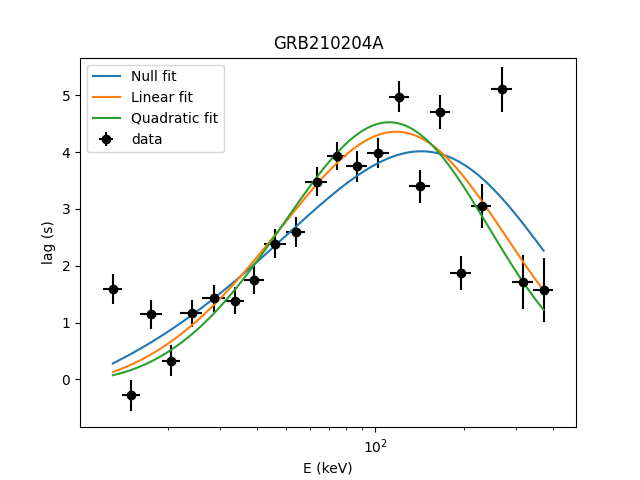 GRB210204A
Null fit
Linear fit
Quadratic fit
data
lag (s)
5
4
3
2
1
0
10²
E (keV)